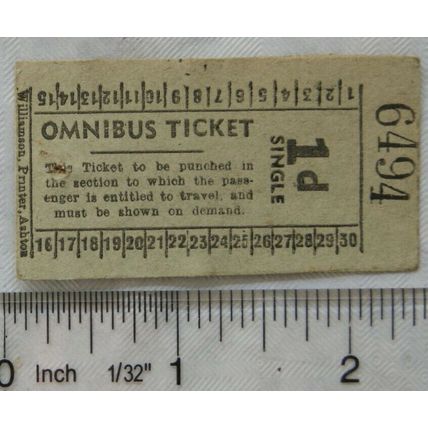 15 14 13 12 11 10 9 8 7 6 5 4 3 2 1
OMNIBUS TICKET
This Ticket to be punched in
the section to which the pass-
enger is entitled to travel, and
must be shown on demand.
16 17 18 19 20 21 22 23 24 25 26 27 28 29 30
1d
SINGLE
6494
Williamson, Printer, Ashton
0 Inch 1/32" 1 2